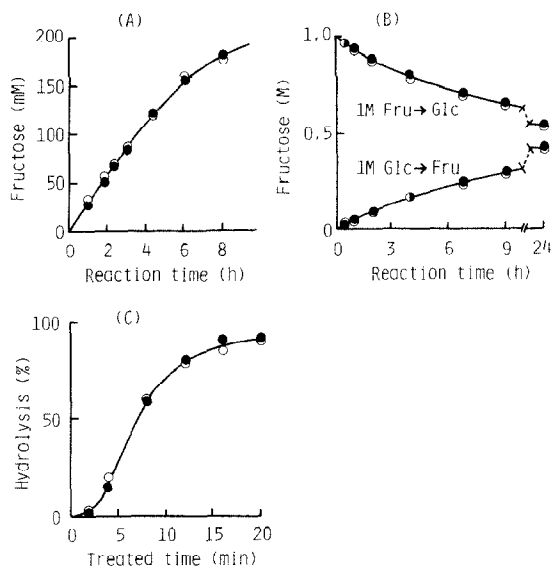 (A)
200
150
100
50
0
Fructose (mM)
0 2 4 6 8
Reaction time (h)
(B)
1.0
0.5
0
Fructose (M)
1M Fru→Glc
1M Glc→Fru
0 3 6 9 24
Reaction time (h)
(C)
100
50
0
Hydrolysis (%)
0 5 10 15 20
Treated time (min)